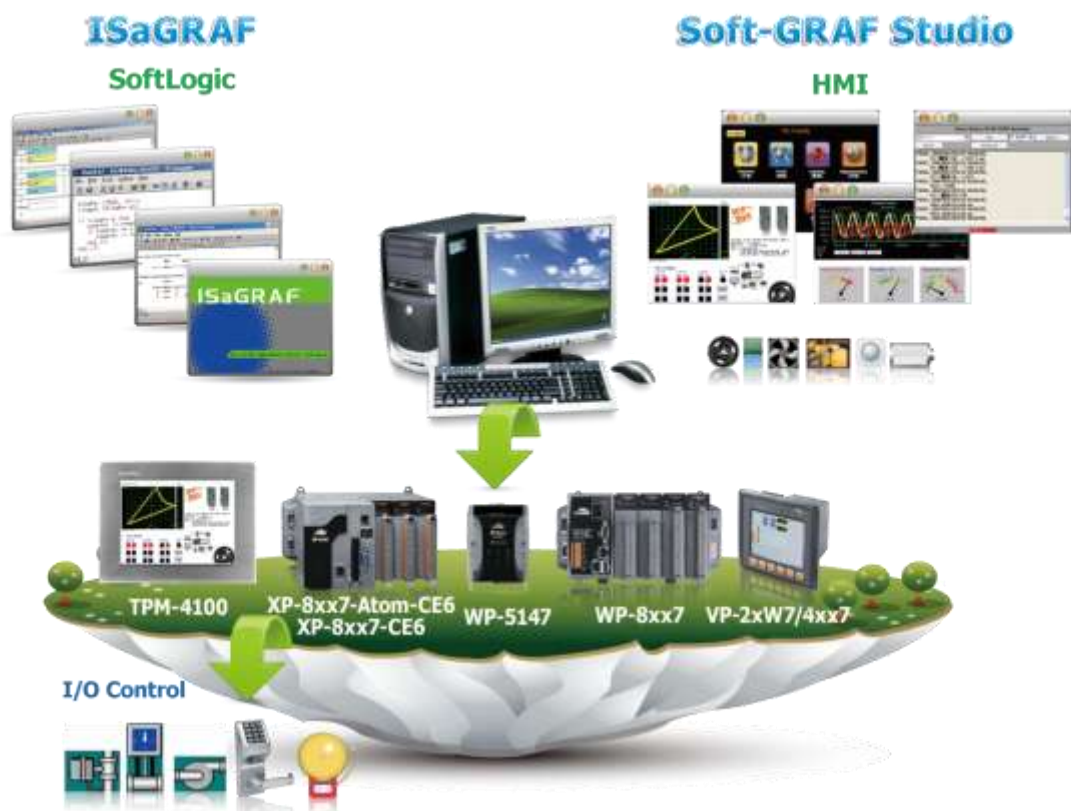 ISaGRAF
Soft-GRAF Studio
SoftLogic
HMI
ISaGRAF
TPM-4100
XP-8xx7-Atom-CE6
XP-8xx7-CE6
WP-5147
WP-8xx7
VP-2xW7/4xx7
I/O Control